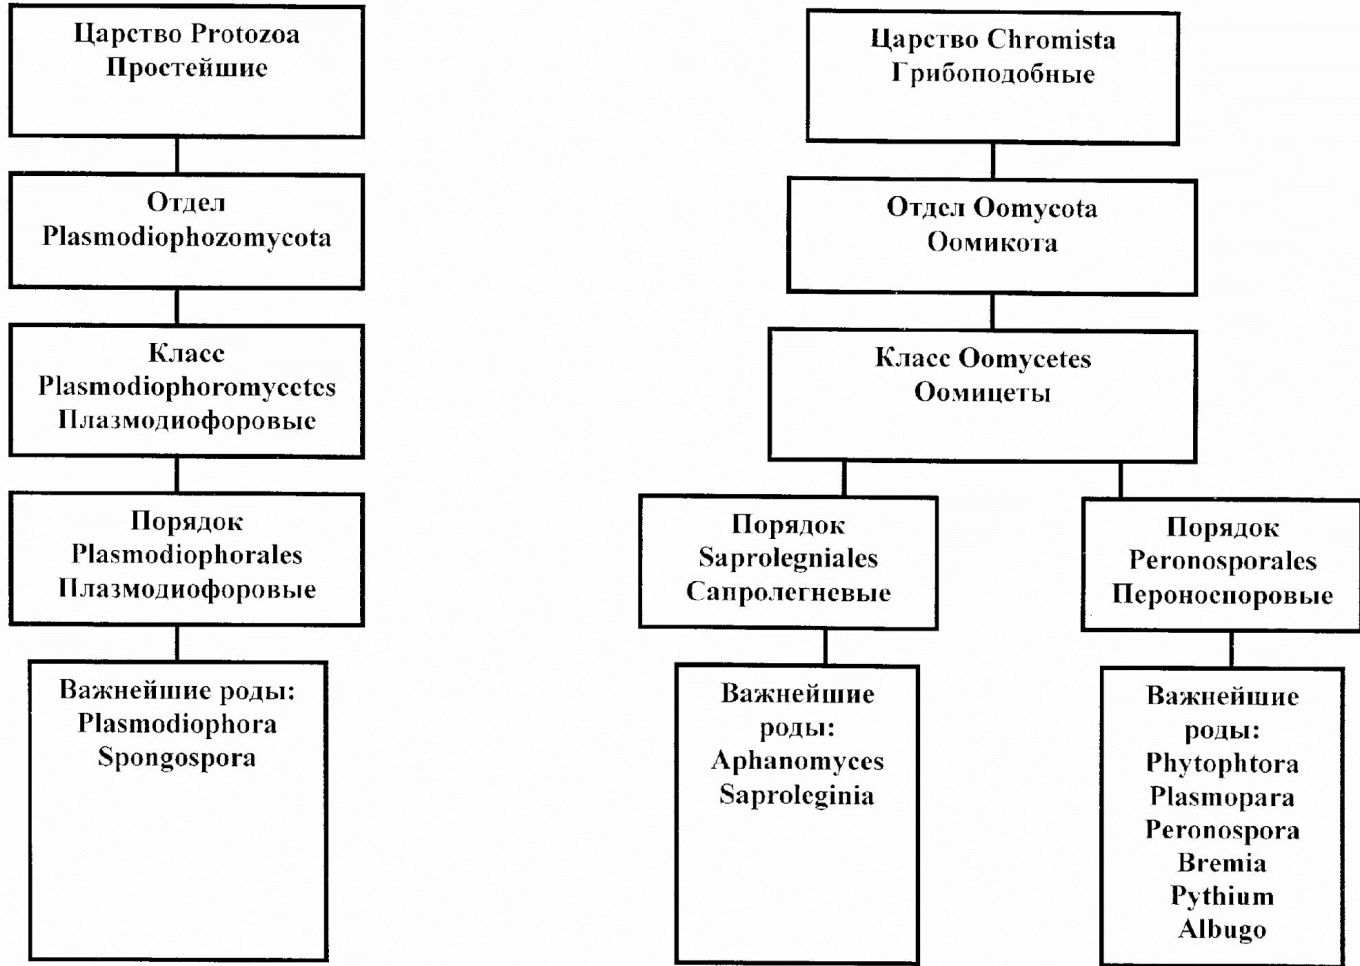 Царство Protozoa
Простейшие
Отдел
Plasmodiophozomycota
Класс
Plasmodiophoromycetes
Плазмодиофоровые
Порядок
Plasmodiophorales
Плазмодиофоровые
Важнейшие роды:
Plasmodiophora
Spongospora
Царство Chromista
Грибоподобные
Отдел Oomycota
Оомикота
Класс Oomycetes
Оомицеты
Порядок
Saprolegniales
Сапролегневые
Важнейшие
роды:
Aphanomyces
Saproleginia
Порядок
Peronosporales
Пероноспоровые
Важнейшие
роды:
Phytophtora
Plasmopara
Peronospora
Bremia
Pythium
Albugo